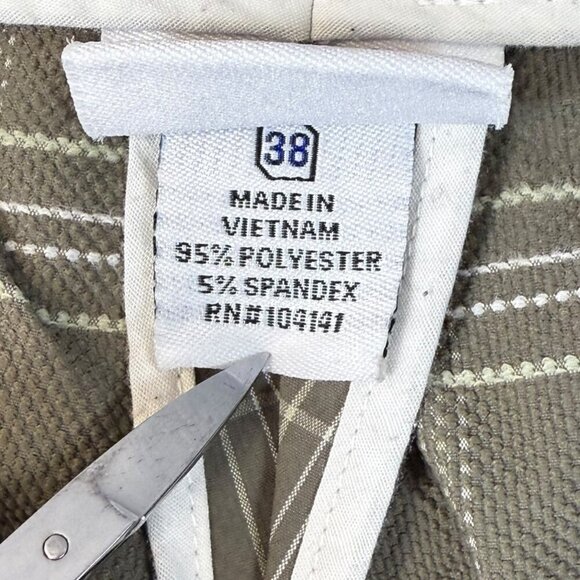 38
MADE IN
VIETNAM
95% POLYESTER
5% SPANDEX
RN#104141